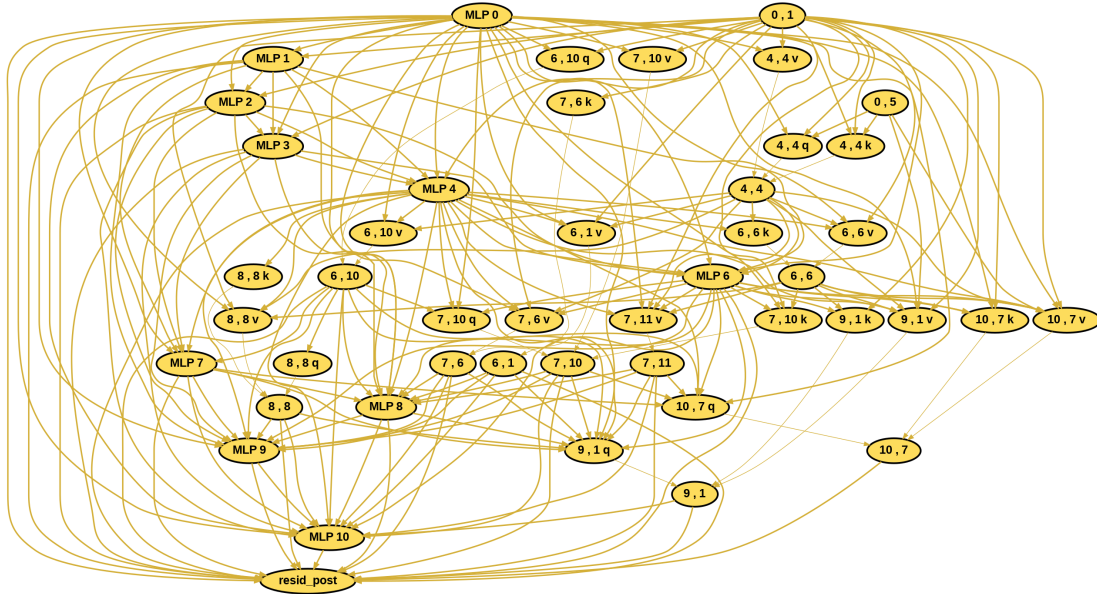 MLP 0
0 , 1
MLP 1
6 , 10 q
7 , 10 v
4 , 4 v
MLP 2
7 , 6 k
0 , 5
MLP 3
4 , 4 q
4 , 4 k
MLP 4
4 , 4
6 , 10 v
6 , 1 v
6 , 6 k
6 , 6 v
8 , 8 k
6 , 10
MLP 6
6 , 6
8 , 8 v
7 , 10 q
7 , 6 v
7 , 11 v
7 , 10 k
9 , 1 k
9 , 1 v
10 , 7 k
10 , 7 v
MLP 7
8 , 8 q
7 , 6
6 , 1
7 , 10
7 , 11
8 , 8
MLP 8
10 , 7 q
MLP 9
9 , 1 q
10 , 7
9 , 1
MLP 10
resid_post